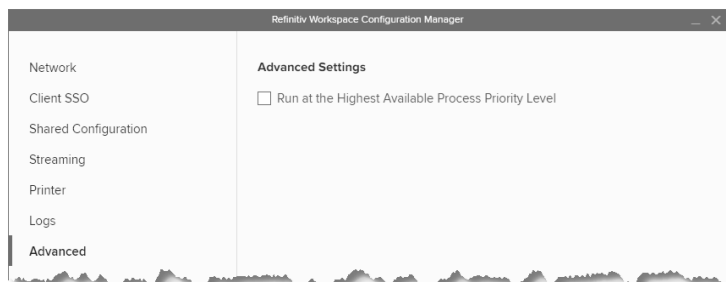 Refinitiv Workspace Configuration Manager
Network
Client SSO
Shared Configuration
Streaming
Printer
Logs
Advanced
Advanced Settings
Run at the Highest Available Process Priority Level